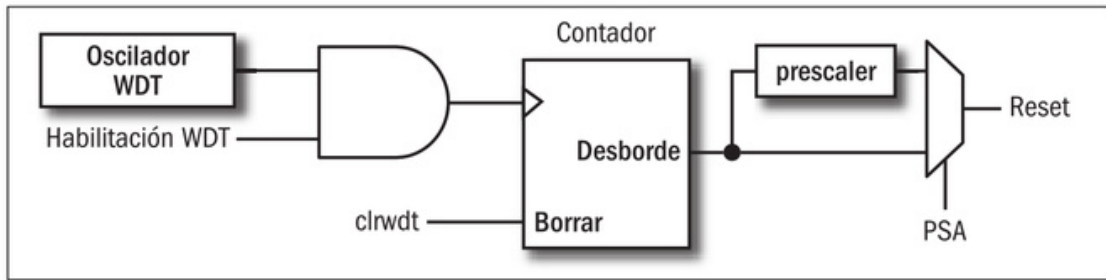 Contador
Oscilador
WDT
prescaler
Reset
Habilitación WDT
Desborde
clrwdt
Borrar
PSA